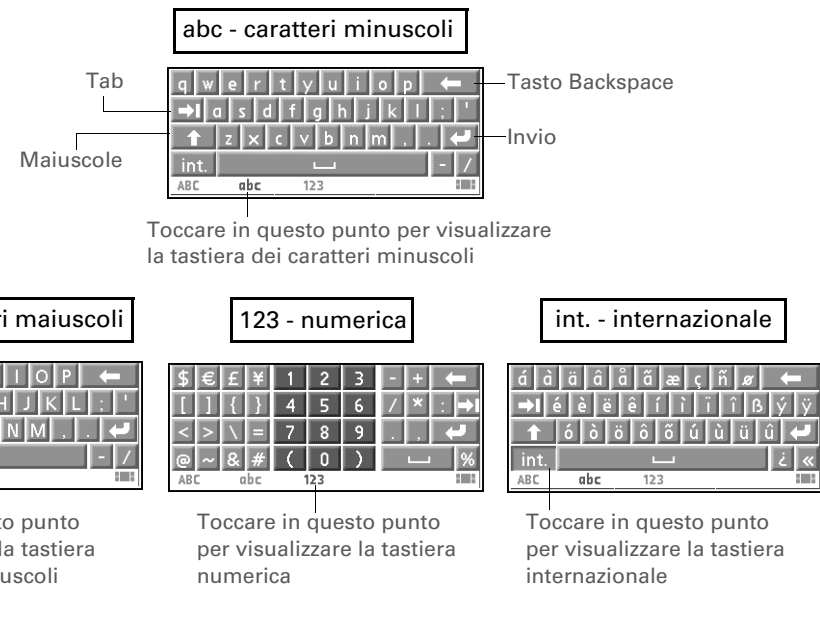 abc - caratteri minuscoli
Tab
Tasto Backspace
Maiuscole
Invio
q w e r t y u i o p
a s d f g h j k l ; '
z x c v b n m , .
int. - /
ABC abc 123
Toccare in questo punto per visualizzare
la tastiera dei caratteri minuscoli
ri maiuscoli
I O P
H J K L ; '
N M , .
- /
to punto
la tastiera
uscoli
123 - numerica
$ € £ ¥ 1 2 3 - +
[ ] { } 4 5 6 / * :
< > \ = 7 8 9 . ,
@ ~ & # ( 0 ) %
ABC abc 123
Toccare in questo punto
per visualizzare la tastiera
numerica
int. - internazionale
á à ä â å ã æ ç ñ ø
é è ë ê í ì ï î ß ý ÿ
ó ò ö ô õ ú ù ü û
int. ¿ «
ABC abc 123
Toccare in questo punto
per visualizzare la tastiera
internazionale